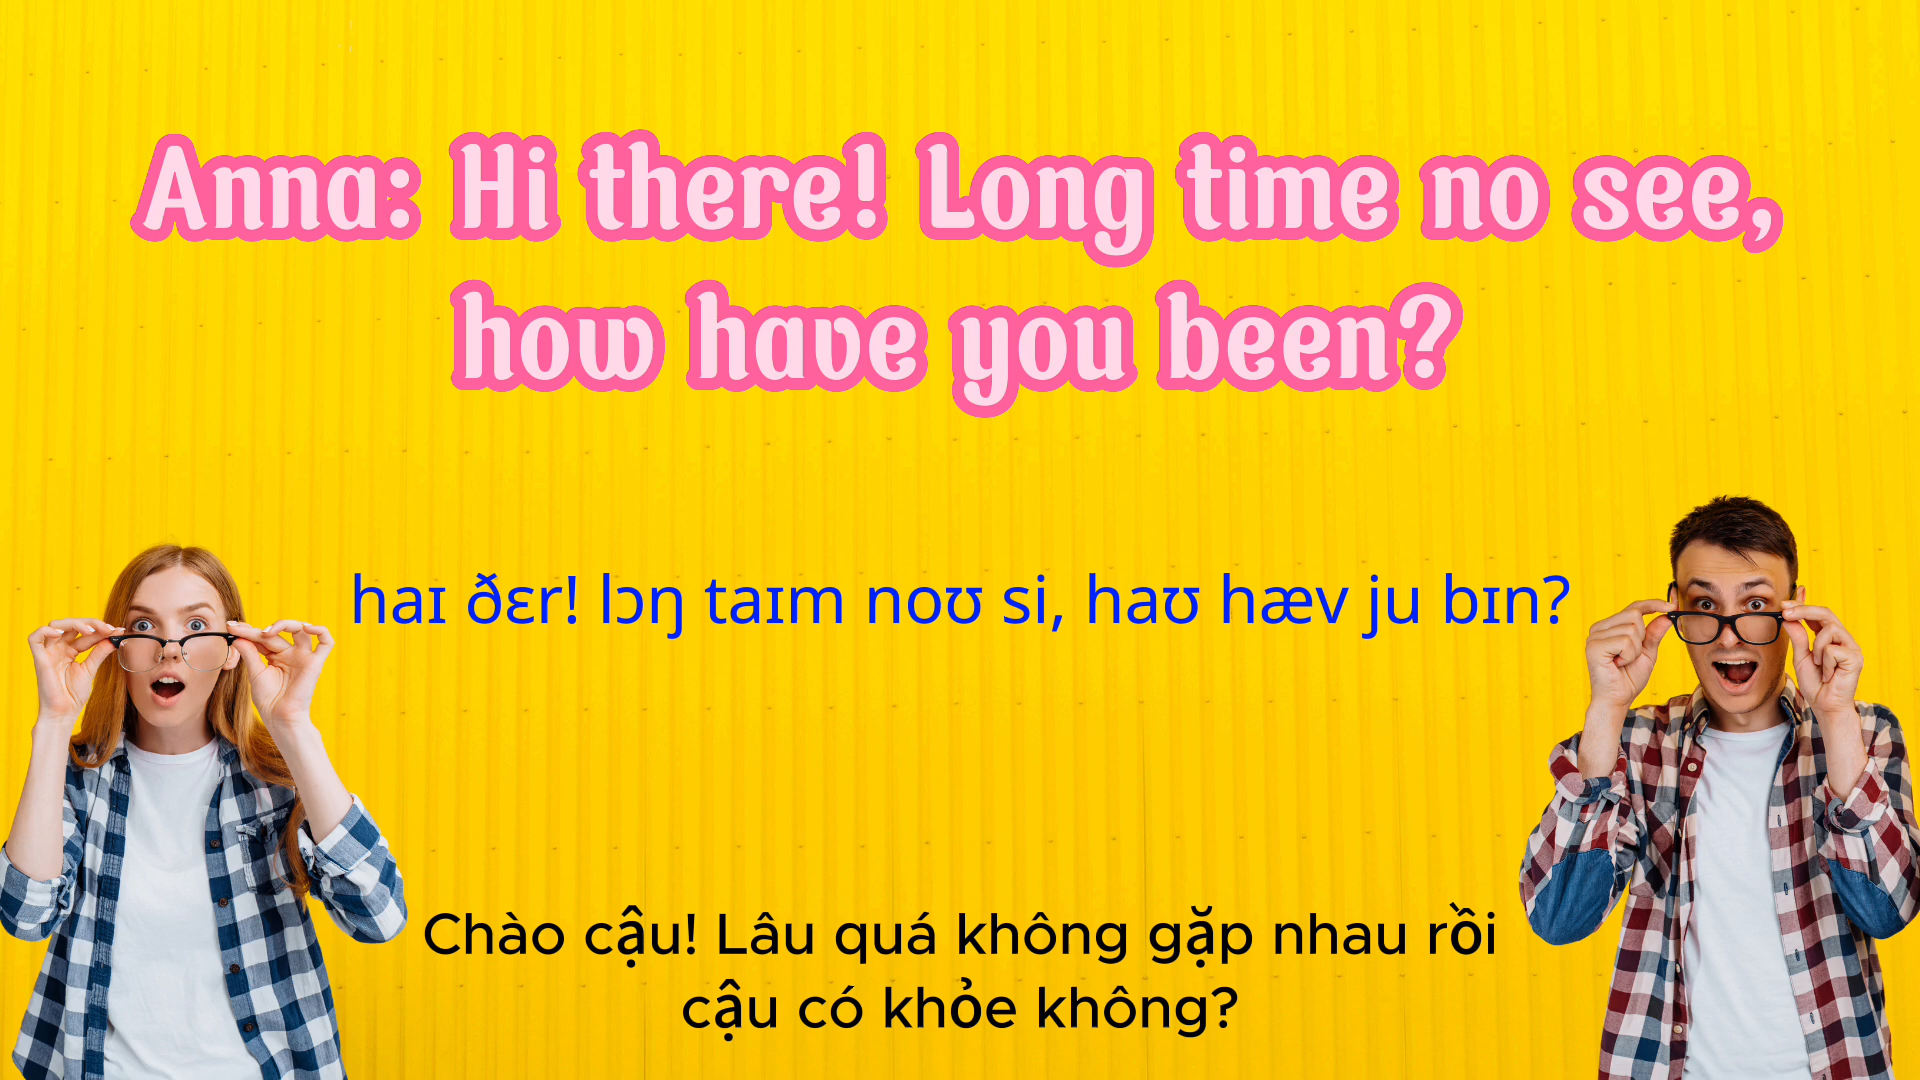 Anna: Hi there! Long time no see,
how have you been?
haɪ ðɛr! lɔŋ taɪm noʊ si, haʊ hæv ju bɪn?
Chào cậu! Lâu quá không gặp nhau rồi
cậu có khỏe không?